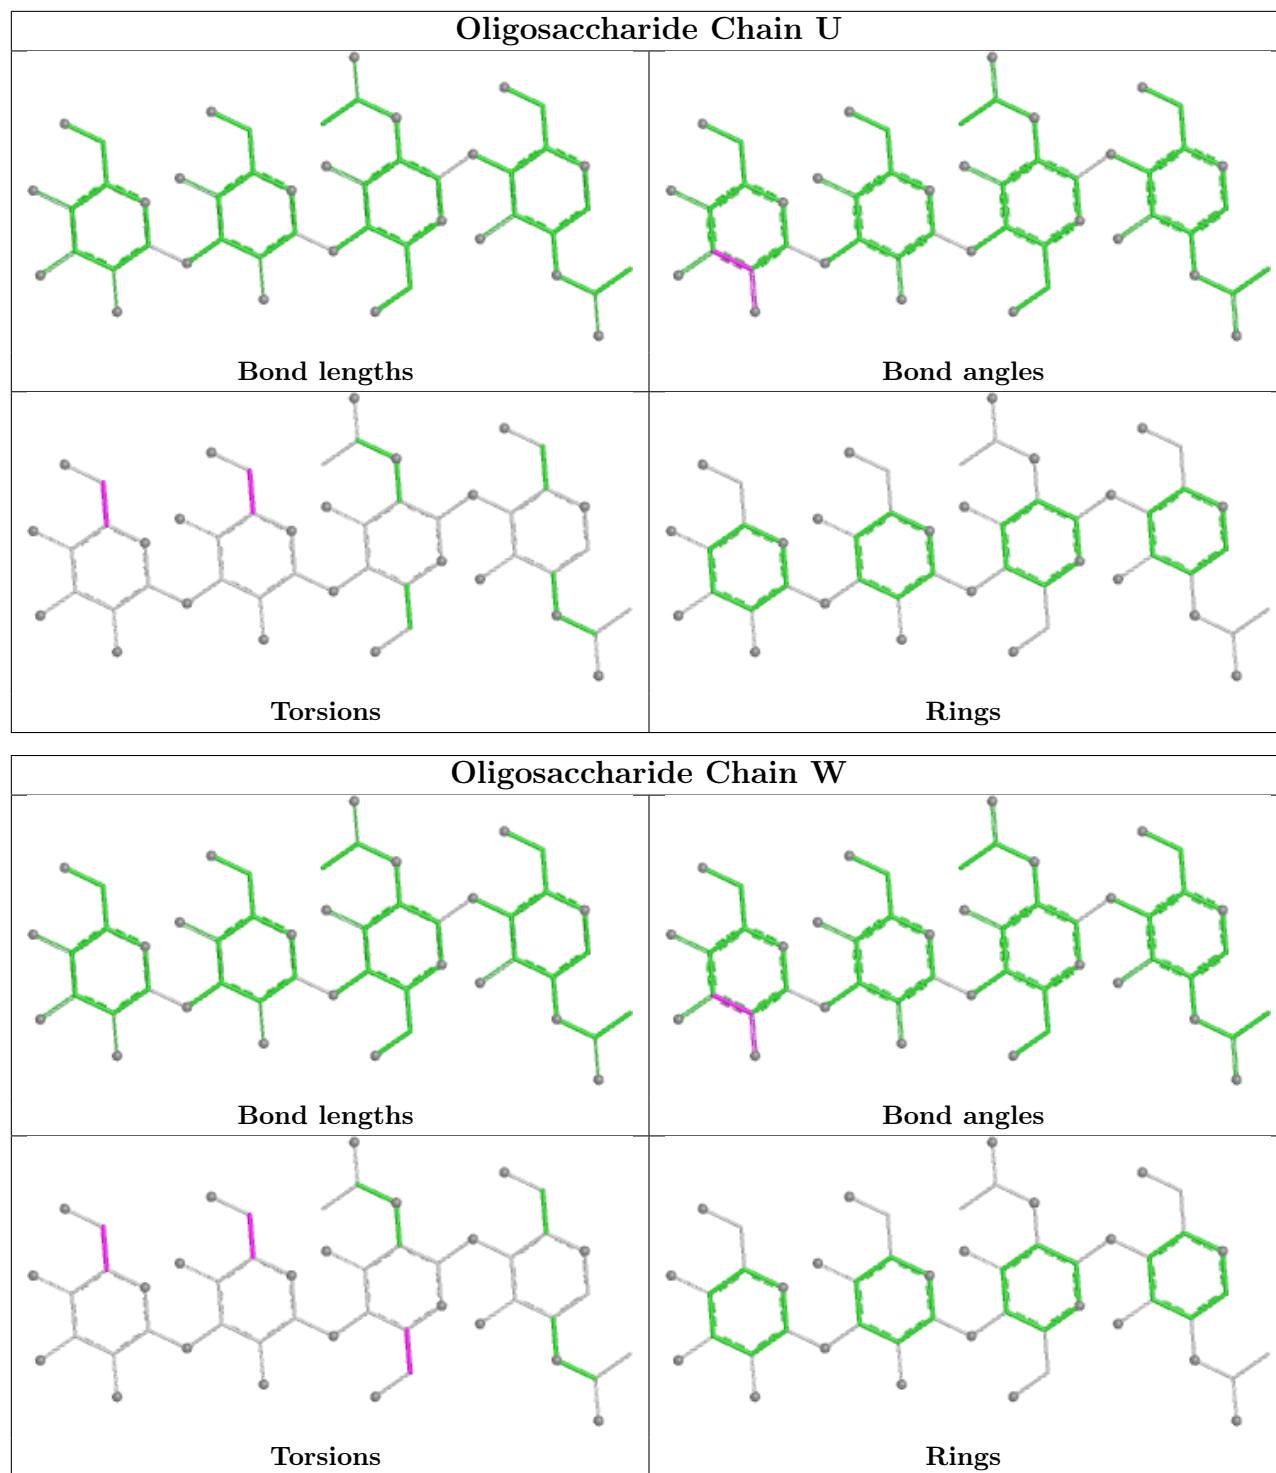 Oligosaccharide Chain U
Bond lengths
Bond angles
Torsions
Rings
Oligosaccharide Chain W
Bond lengths
Bond angles
Torsions
Rings